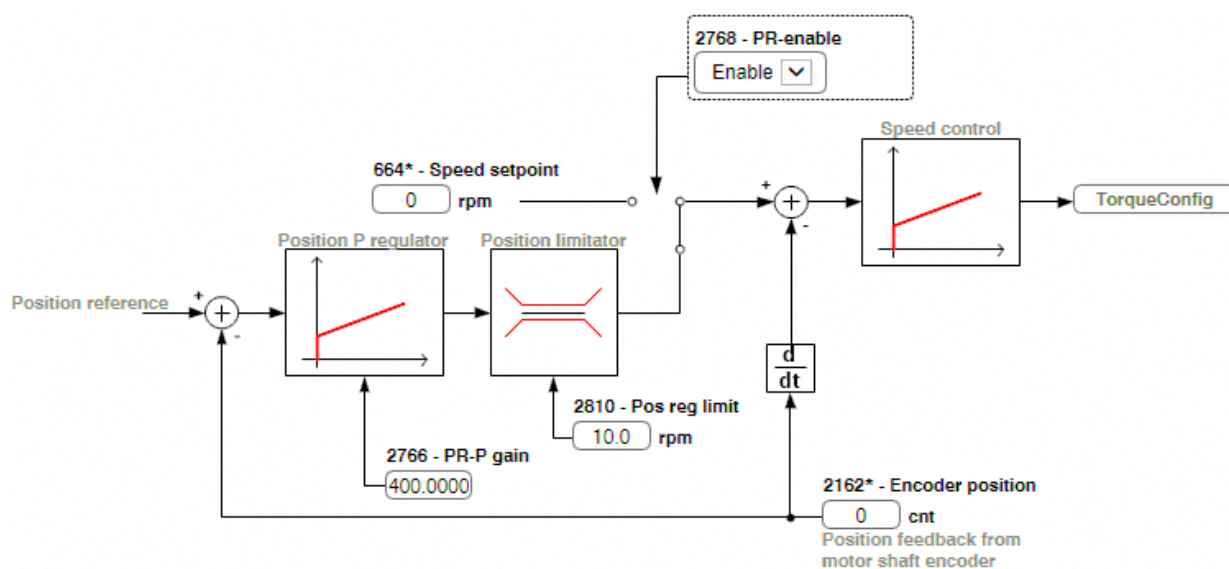 2768 - PR-enable
Enable
Speed control
664* - Speed setpoint
0 rpm
TorqueConfig
Position P regulator
Position limitator
Position reference
+
-
+
-
d
dt
2810 - Pos reg limit
10.0 rpm
2766 - PR-P gain
400.0000
2162* - Encoder position
0 cnt
Position feedback from
motor shaft encoder